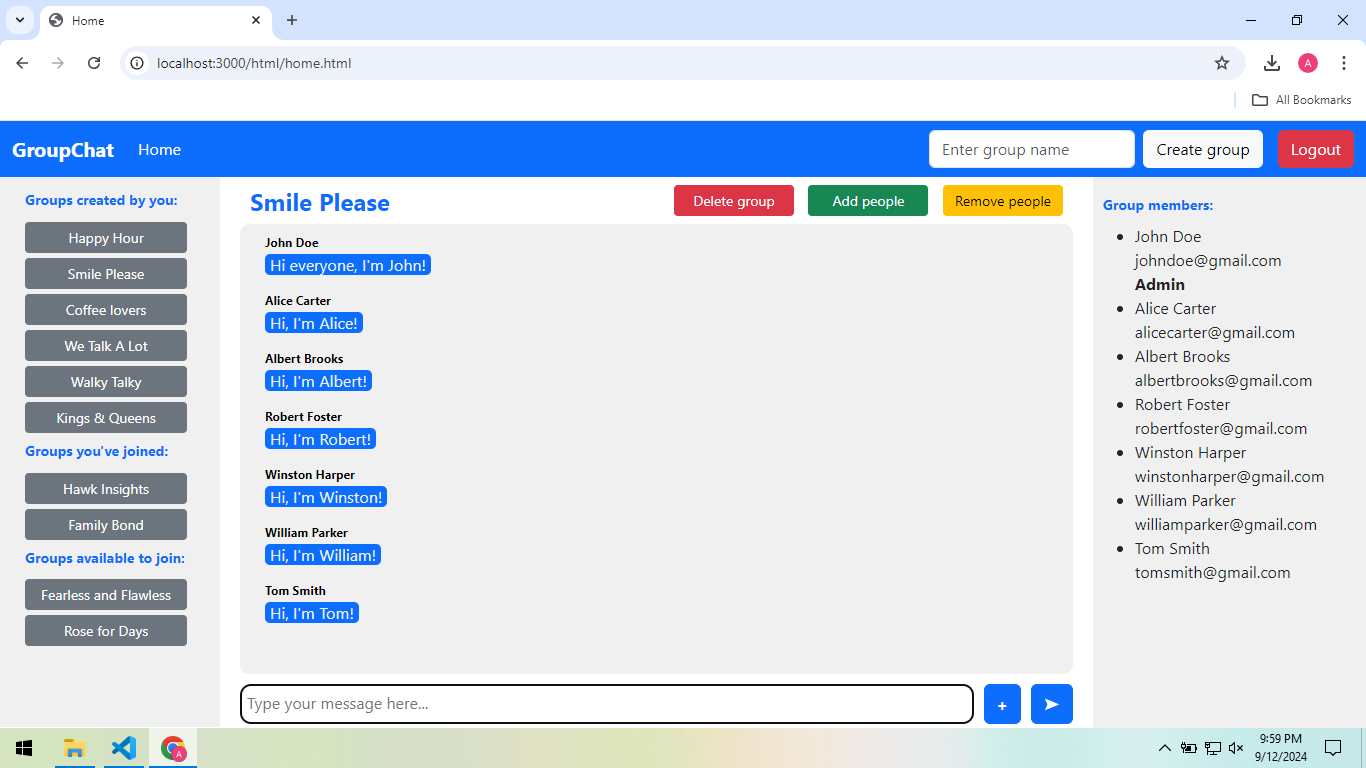 Home
localhost:3000/html/home.html
A
All Bookmarks
GroupChat Home Enter group name Create group Logout
Groups created by you:
Happy Hour
Smile Please
Coffee lovers
We Talk A Lot
Walky Talky
Kings & Queens
Groups you've joined:
Hawk Insights
Family Bond
Groups available to join:
Fearless and Flawless
Rose for Days
Smile Please Delete group Add people Remove people
John Doe
Hi everyone, I'm John!
Alice Carter
Hi, I'm Alice!
Albert Brooks
Hi, I'm Albert!
Robert Foster
Hi, I'm Robert!
Winston Harper
Hi, I'm Winston!
William Parker
Hi, I'm William!
Tom Smith
Hi, I'm Tom!
Type your message here...
+
Group members:
John Doe
johndoe@gmail.com
Admin
Alice Carter
alicecarter@gmail.com
Albert Brooks
albertbrooks@gmail.com
Robert Foster
robertfoster@gmail.com
Winston Harper
winstonharper@gmail.com
William Parker
williamparker@gmail.com
Tom Smith
tomsmith@gmail.com
A
9:59 PM
9/12/2024